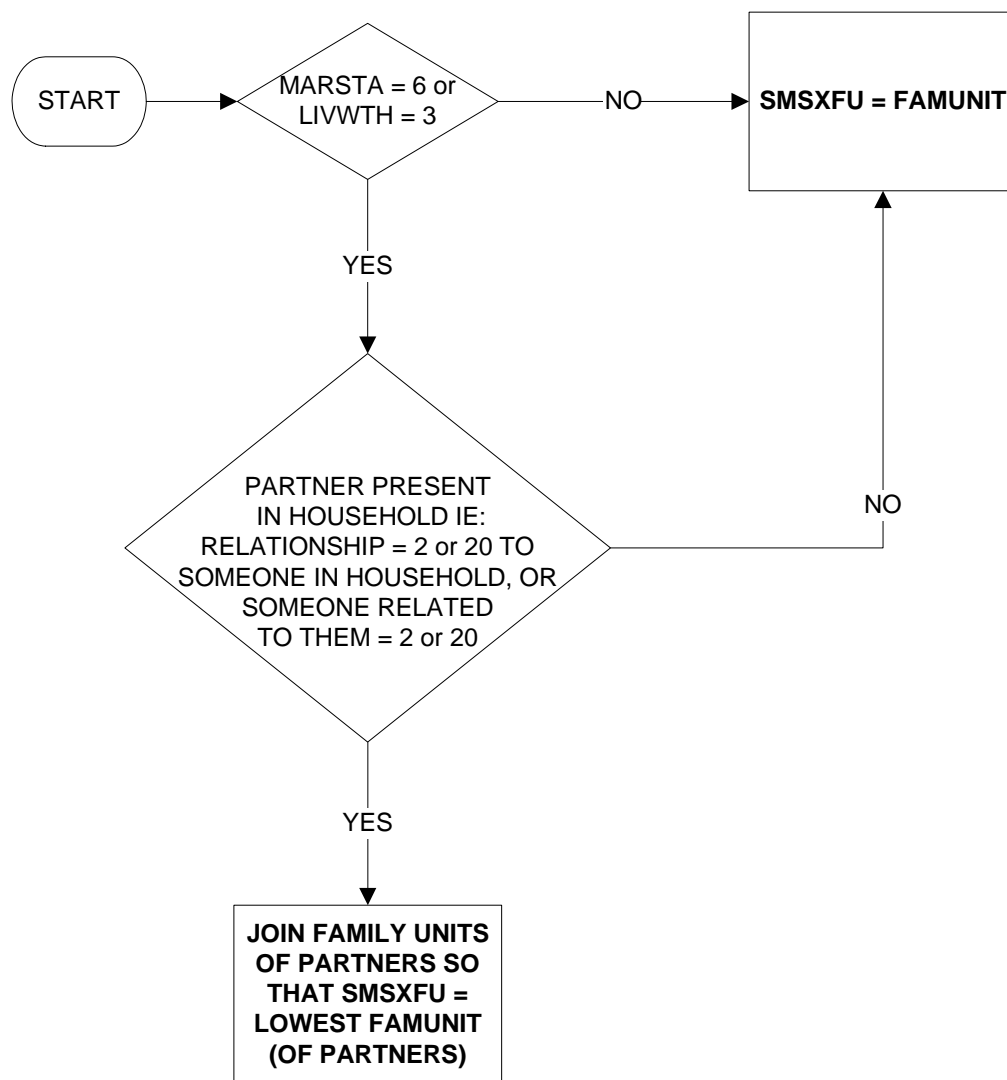 START
MARSTA = 6 or
LIVWTH = 3
NO
SMSXFU = FAMUNIT
YES
PARTNER PRESENT
IN HOUSEHOLD IE:
RELATIONSHIP = 2 or 20 TO
SOMEONE IN HOUSEHOLD, OR
SOMEONE RELATED
TO THEM = 2 or 20
NO
YES
JOIN FAMILY UNITS
OF PARTNERS SO
THAT SMSXFU =
LOWEST FAMUNIT
(OF PARTNERS)